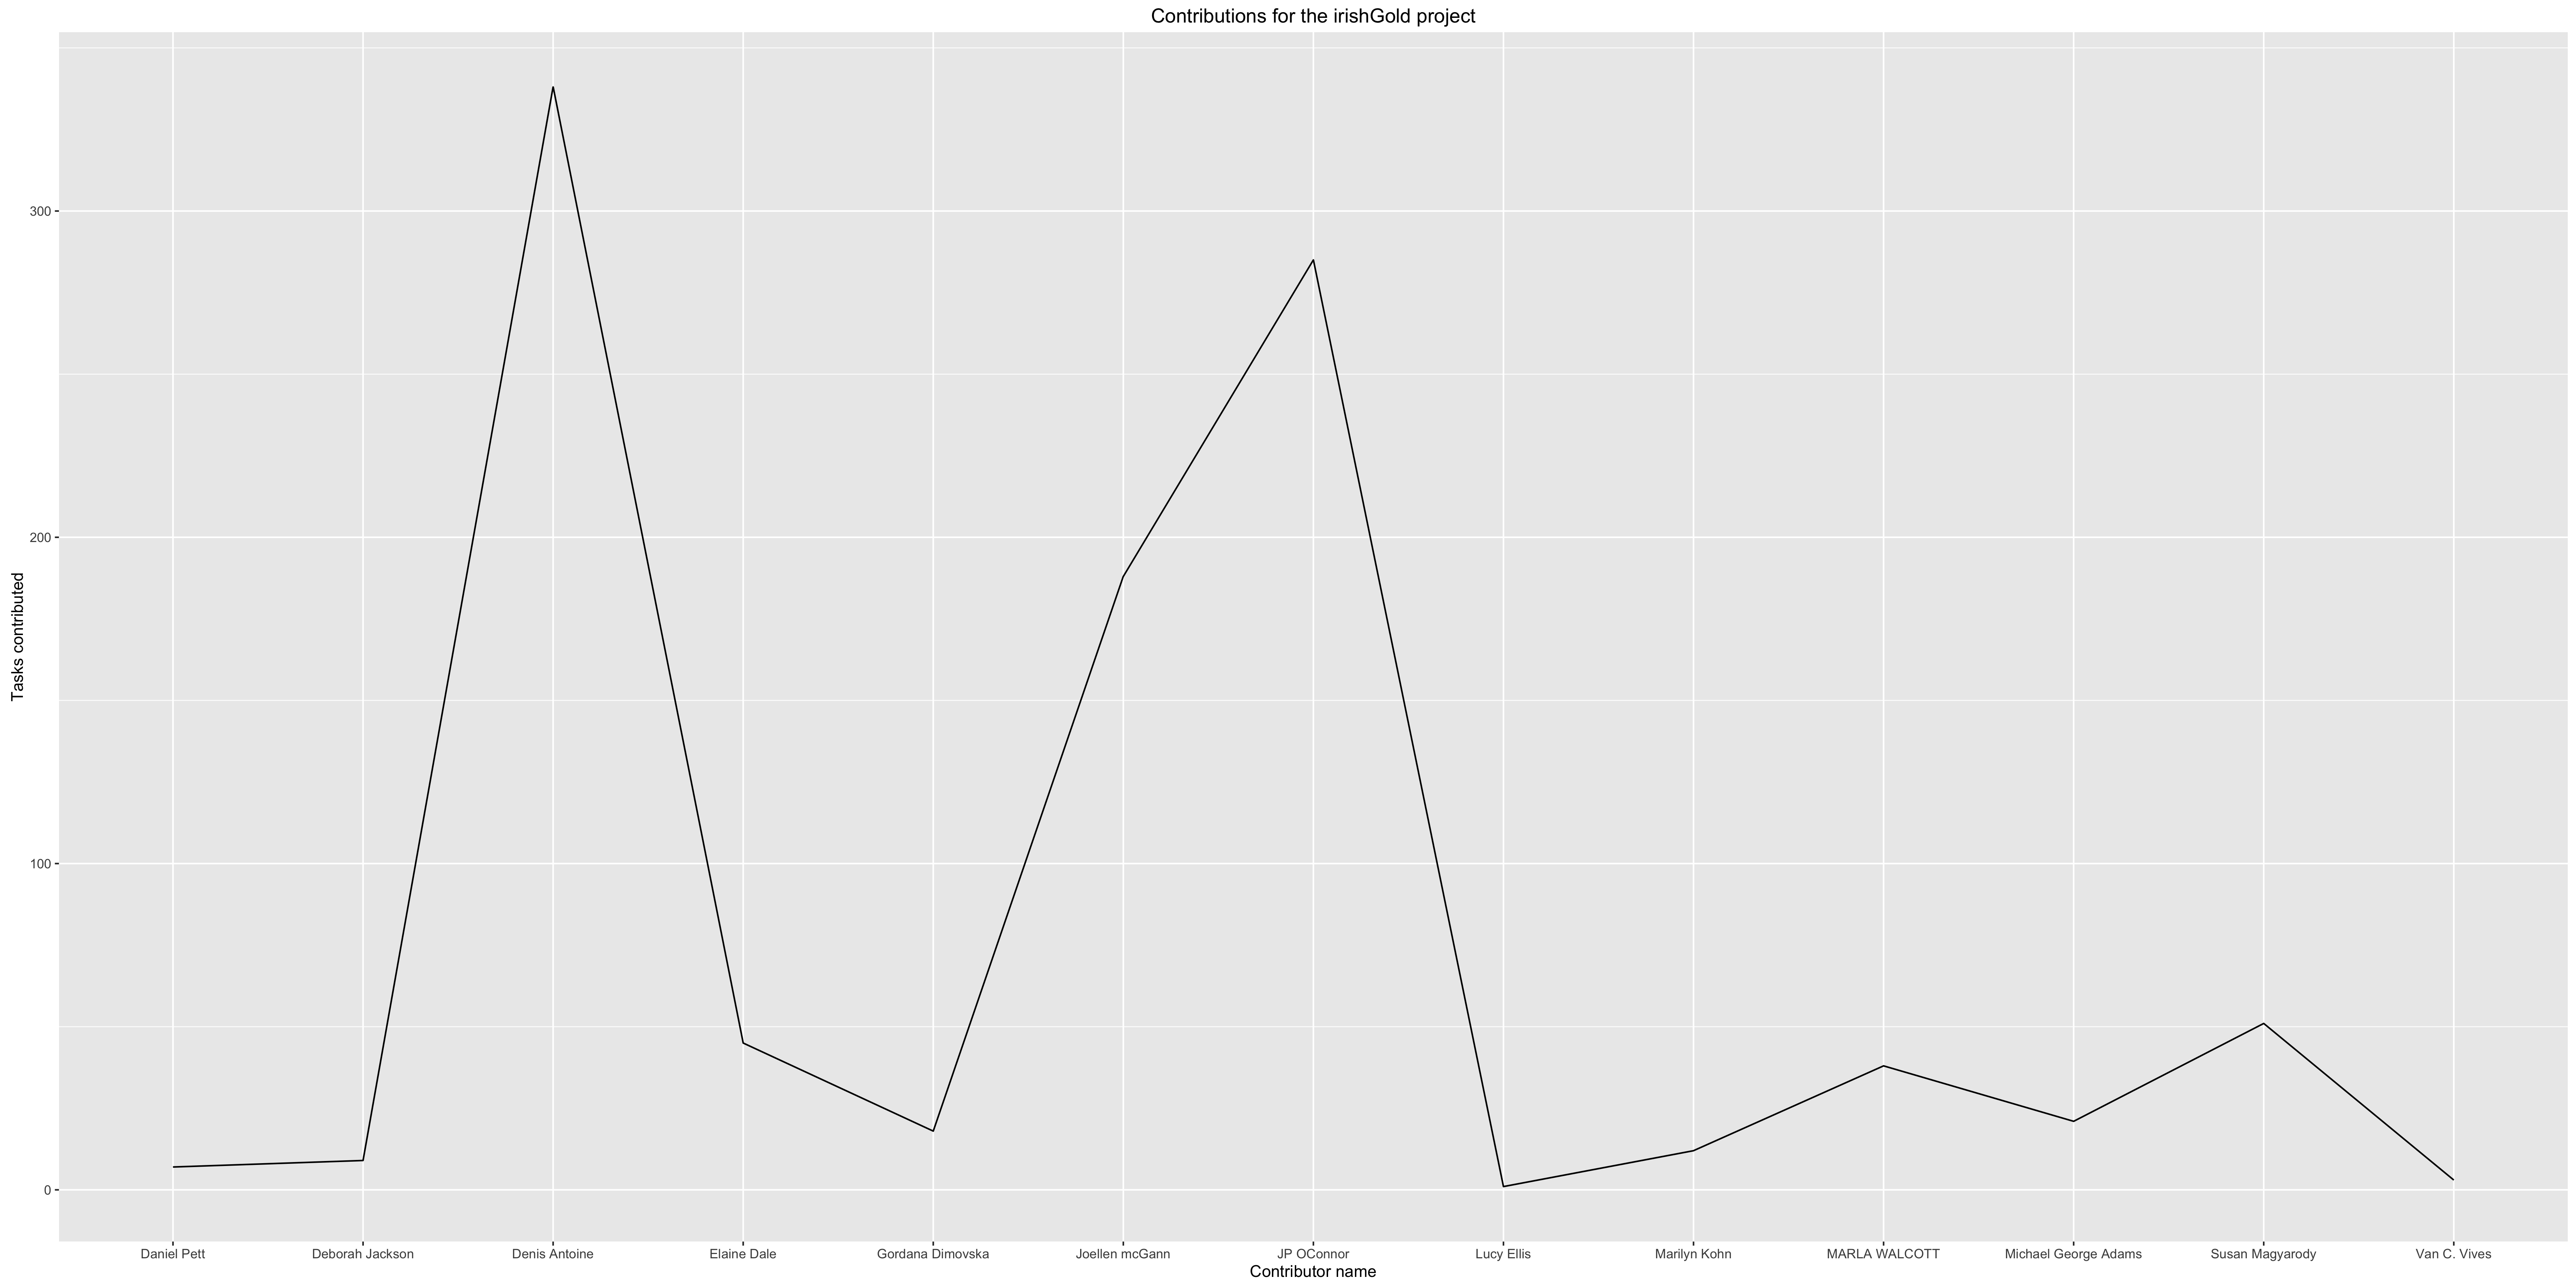 Contributions for the irishGold project
Tasks contributed
300
200
100
0
Daniel Pett
Deborah Jackson
Denis Antoine
Elaine Dale
Gordana Dimovska
Joellen mcGann
JP OConnor
Lucy Ellis
Marilyn Kohn
MARLA WALCOTT
Michael George Adams
Susan Magyarody
Van C. Vives
Contributor name